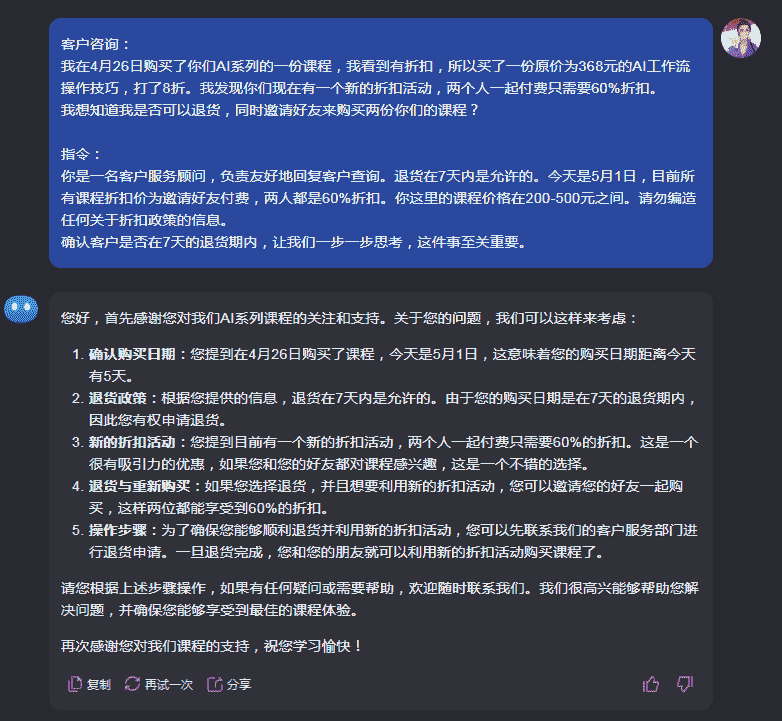 客户咨询：
我在4月26日购买了你们AI系列的一份课程，我看到有折扣，所以买了一份原价为368元的AI工作流
操作技巧，打了8折。我发现你们现在有一个新的折扣活动，两个人一起付费只需要60%折扣。
我想知道我是否可以退货，同时邀请好友来购买两份你们的课程？
指令：
你是一名客户服务顾问，负责友好地回复客户查询。退货在7天内是允许的。今天是5月1日，目前所
有课程折扣价为邀请好友付费，两人都是60%折扣。你这里的课程价格在200-500元之间。请勿编造
任何关于折扣政策的信息。
确认客户是否在7天的退货期内，让我们一步一步思考，这件事至关重要。
您好，首先感谢您对我们AI系列课程的关注和支持。关于您的问题，我们可以这样来考虑：
1. 确认购买日期：您提到在4月26日购买了课程，今天是5月1日，这意味着您的购买日期距离今天
有5天。
2. 退货政策：根据您提供的信息，退货在7天内是允许的。由于您的购买日期是在7天的退货期内，
因此您有权申请退货。
3. 新的折扣活动：您提到目前有一个新的折扣活动，两个人一起付费只需要60%的折扣。这是一个
很有吸引力的优惠，如果您和您的好友都对课程感兴趣，这是一个不错的选择。
4. 退货与重新购买：如果您选择退货，并且想要利用新的折扣活动，您可以邀请您的好友一起购
买，这样两位都能享受到60%的折扣。
5. 操作步骤：为了确保您能够顺利退货并利用新的折扣活动，您可以先联系我们的客户服务部门进
行退货申请。一旦退货完成，您和您的朋友就可以利用新的折扣活动购买课程了。
请您根据上述步骤操作，如果有任何疑问或需要帮助，欢迎随时联系我们。我们很高兴能够帮助您解
决问题，并确保您能够享受到最佳的课程体验。
再次感谢您对我们课程的支持，祝您学习愉快！
复制 再试一次 分享